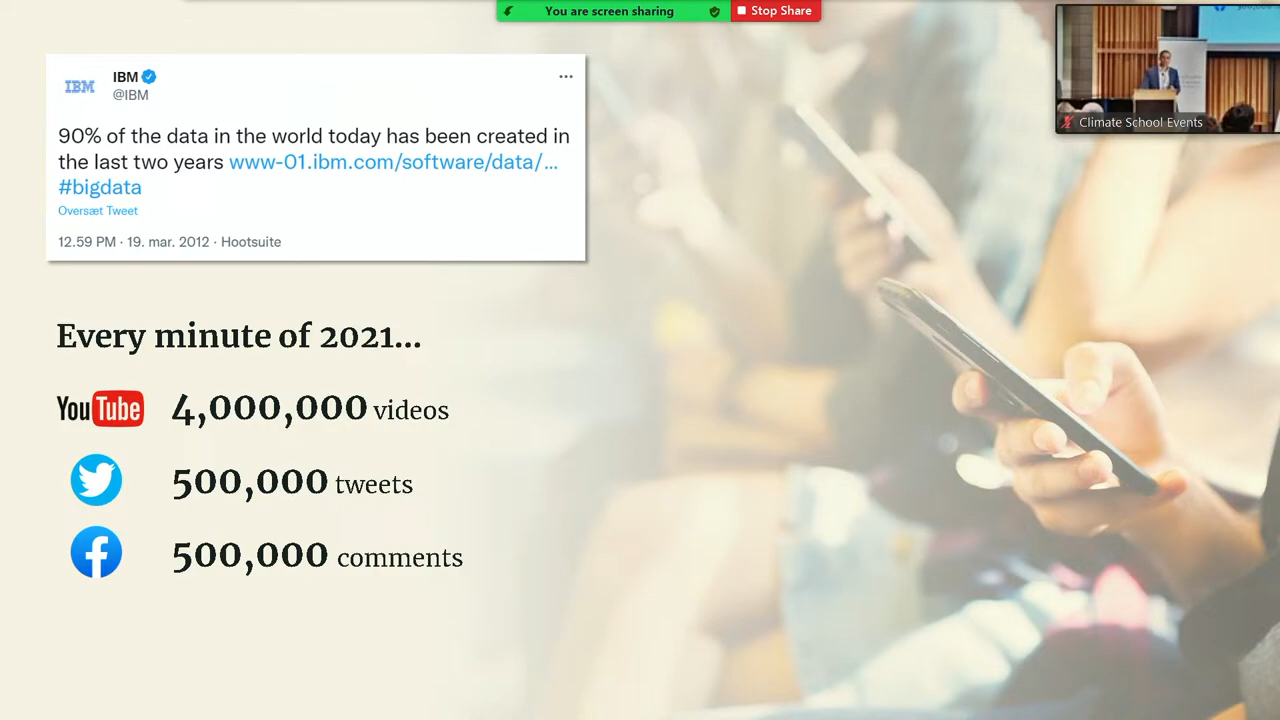 You are screen sharing
Stop Share
IBM
IBM
@IBM
90% of the data in the world today has been created in
the last two years www-01.ibm.com/software/data/...
#bigdata
Oversæt Tweet
12.59 PM · 19. mar. 2012 · Hootsuite
Climate School Events
Every minute of 2021...
YouTube 4,000,000 videos
500,000 tweets
500,000 comments